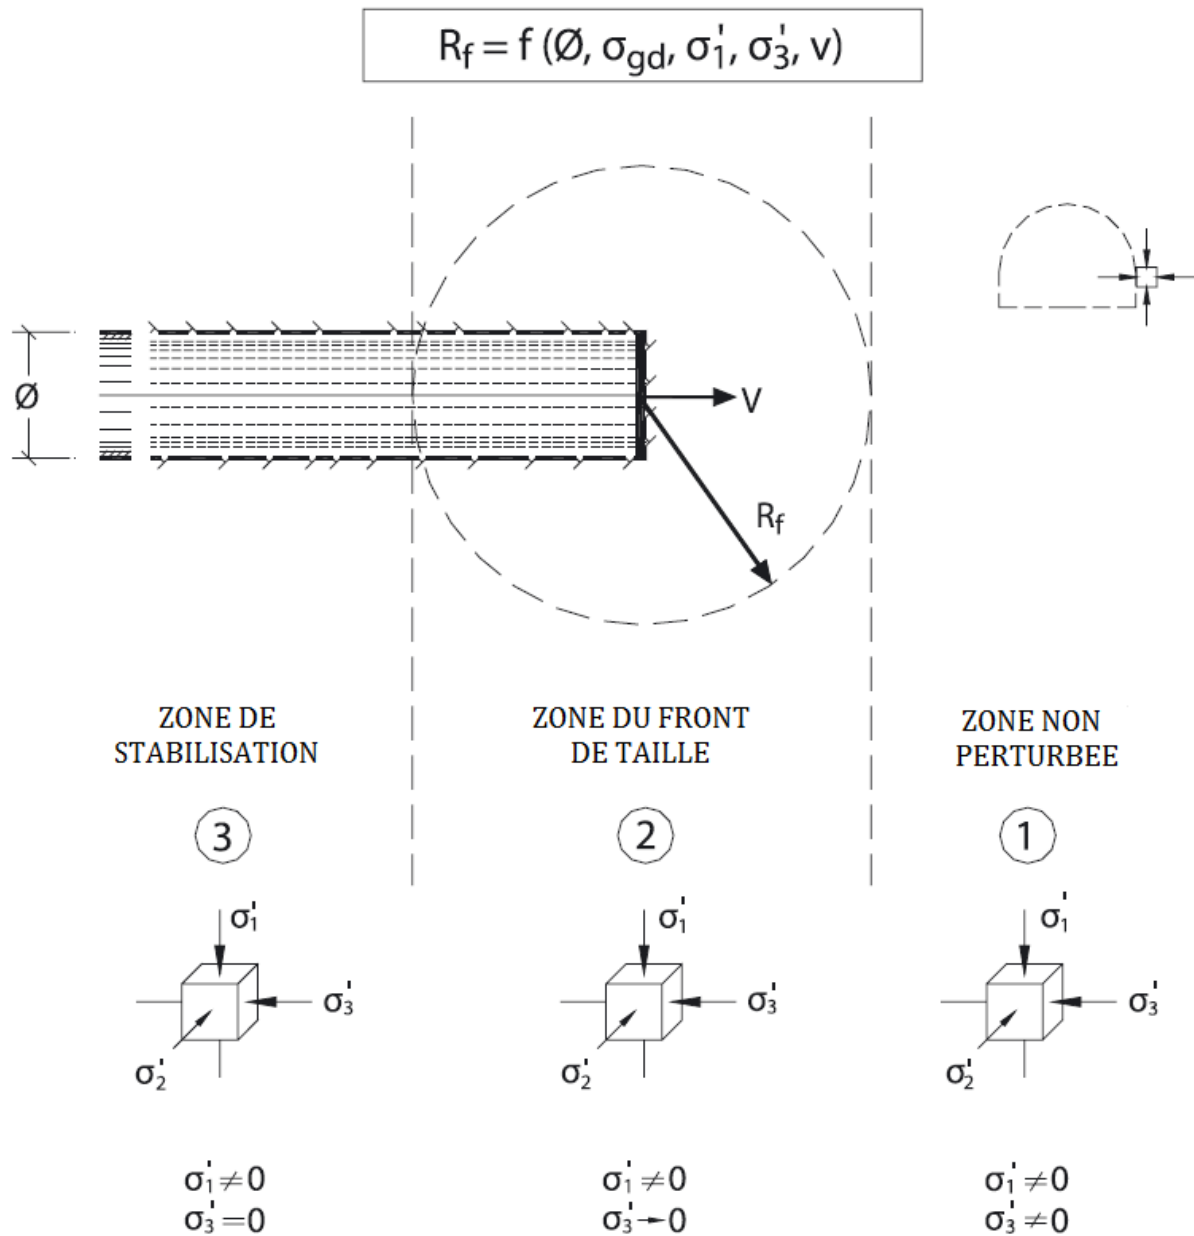 R_f = f (Ø, σ_gd, σ'_1, σ'_3, v)
Ø
V
R_f
ZONE DE
STABILISATION
ZONE DU FRONT
DE TAILLE
ZONE NON
PERTURBEE
3
2
1
σ'_1
σ'_3
σ'_2
σ'_1
σ'_3
σ'_2
σ'_1
σ'_3
σ'_2
σ'_1 ≠ 0
σ'_3 = 0
σ'_1 ≠ 0
σ'_3 → 0
σ'_1 ≠ 0
σ'_3 ≠ 0